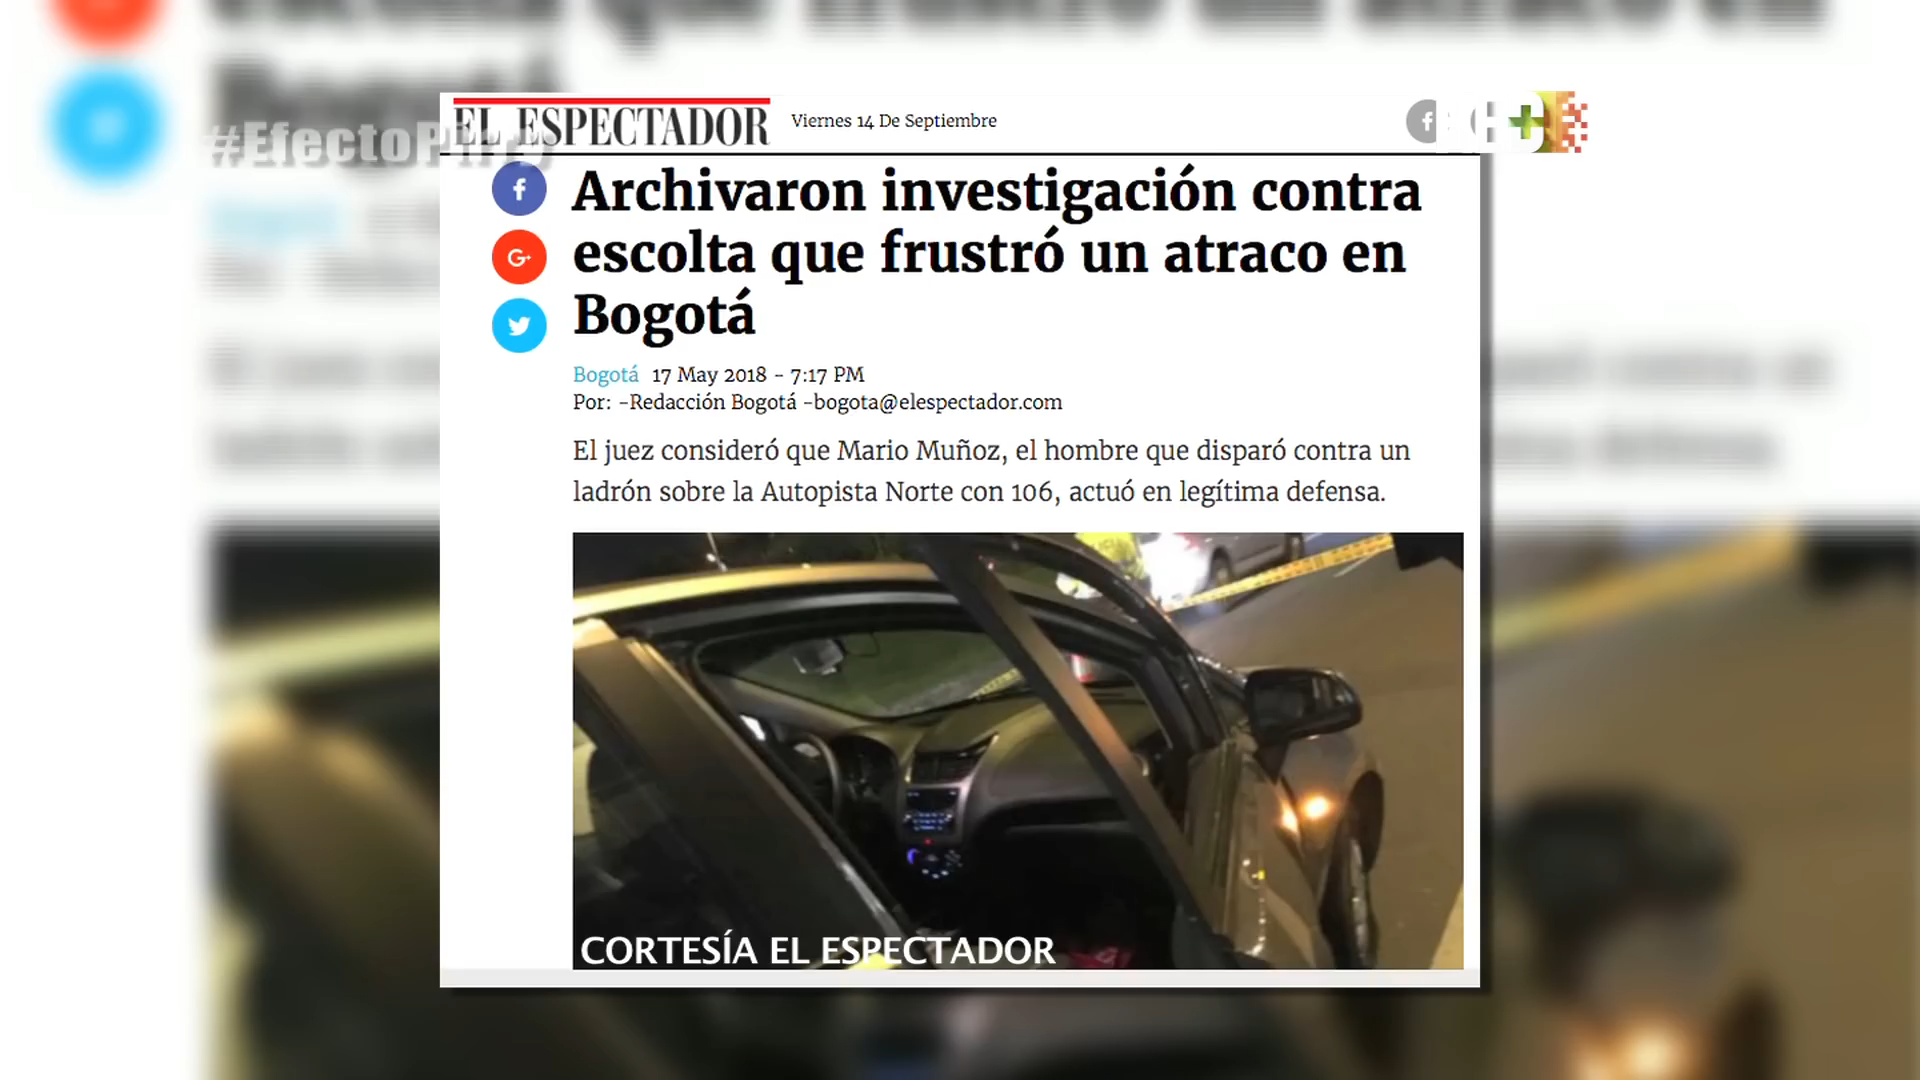 EL ESPECTADOR
Viernes 14 De Septiembre
#EfectoPirry
Archivaron investigación contra
escolta que frustró un atraco en
Bogotá
Bogotá 17 May 2018 - 7:17 PM
Por: -Redacción Bogotá -bogota@elespectador.com
El juez consideró que Mario Muñoz, el hombre que disparó contra un
ladrón sobre la Autopista Norte con 106, actuó en legítima defensa.
CORTESÍA EL ESPECTADOR